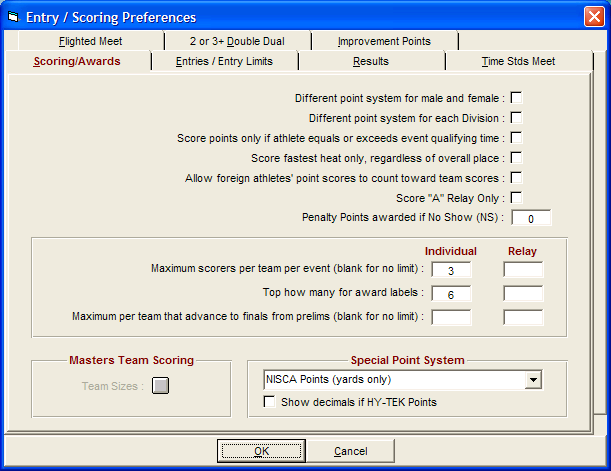 Entry / Scoring Preferences
Flighted Meet 2 or 3+ Double Dual Improvement Points
Scoring/Awards Entries / Entry Limits Results Time Stds Meet
Different point system for male and female :
Different point system for each Division :
Score points only if athlete equals or exceeds event qualifying time :
Score fastest heat only, regardless of overall place :
Allow foreign athletes' point scores to count toward team scores :
Score "A" Relay Only :
Penalty Points awarded if No Show (NS) : 0
Individual Relay
Maximum scorers per team per event (blank for no limit) : 3
Top how many for award labels : 6
Maximum per team that advance to finals from prelims (blank for no limit) :
Masters Team Scoring
Team Sizes :
Special Point System
NISCA Points (yards only)
Show decimals if HY-TEK Points
OK Cancel